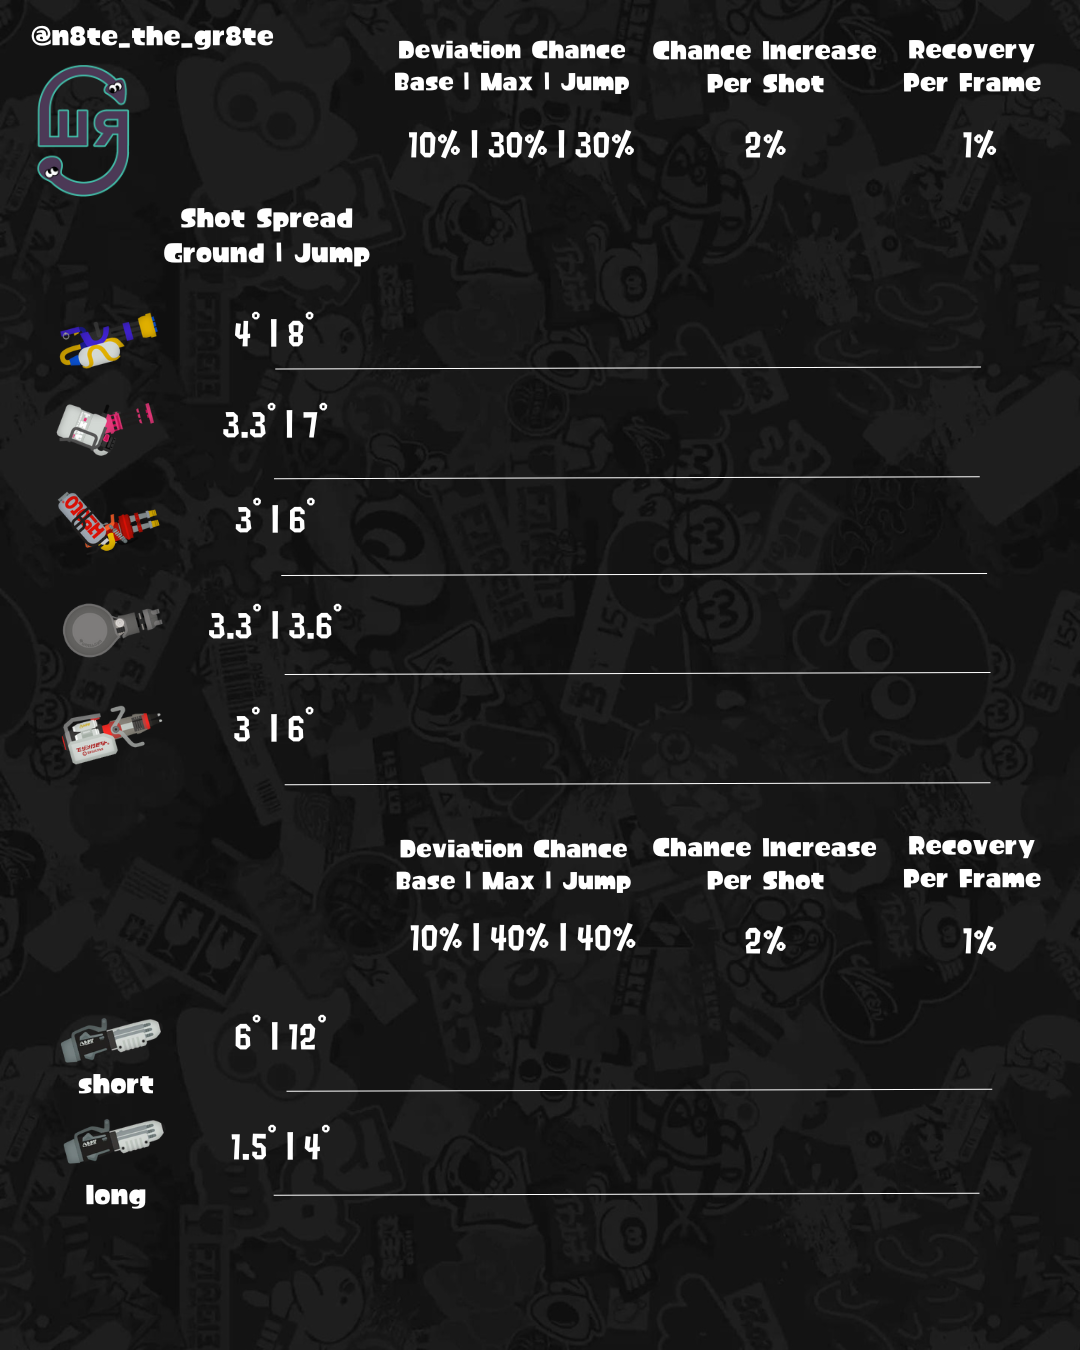 @n8te_the_gr8te
Deviation Chance
Base | Max | Jump
Chance Increase
Per Shot
Recovery
Per Frame
10% | 30% | 30%
2%
1%
Shot Spread
Ground | Jump
4° | 8°
3.3° | 7°
3° | 6°
3.3° | 3.6°
3° | 6°
Deviation Chance
Base | Max | Jump
Chance Increase
Per Shot
Recovery
Per Frame
10% | 40% | 40%
2%
1%
6° | 12°
short
1.5° | 4°
long